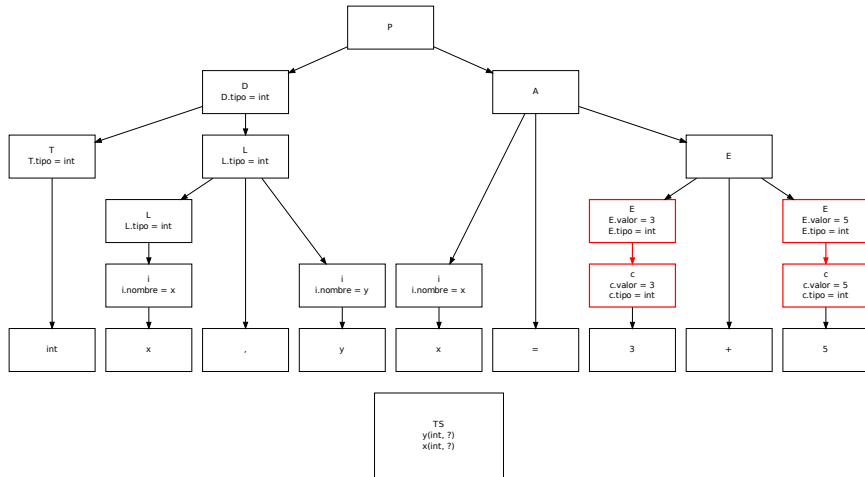 P
D
D.tipo = int
A
T
T.tipo = int
L
L.tipo = int
E
L
L.tipo = int
E
E.valor = 3
E.tipo = int
E
E.valor = 5
E.tipo = int
i
i.nombre = x
i
i.nombre = y
i
i.nombre = x
c
c.valor = 3
c.tipo = int
c
c.valor = 5
c.tipo = int
int
x
,
y
x
=
3
+
5
TS
y(int, ?)
x(int, ?)